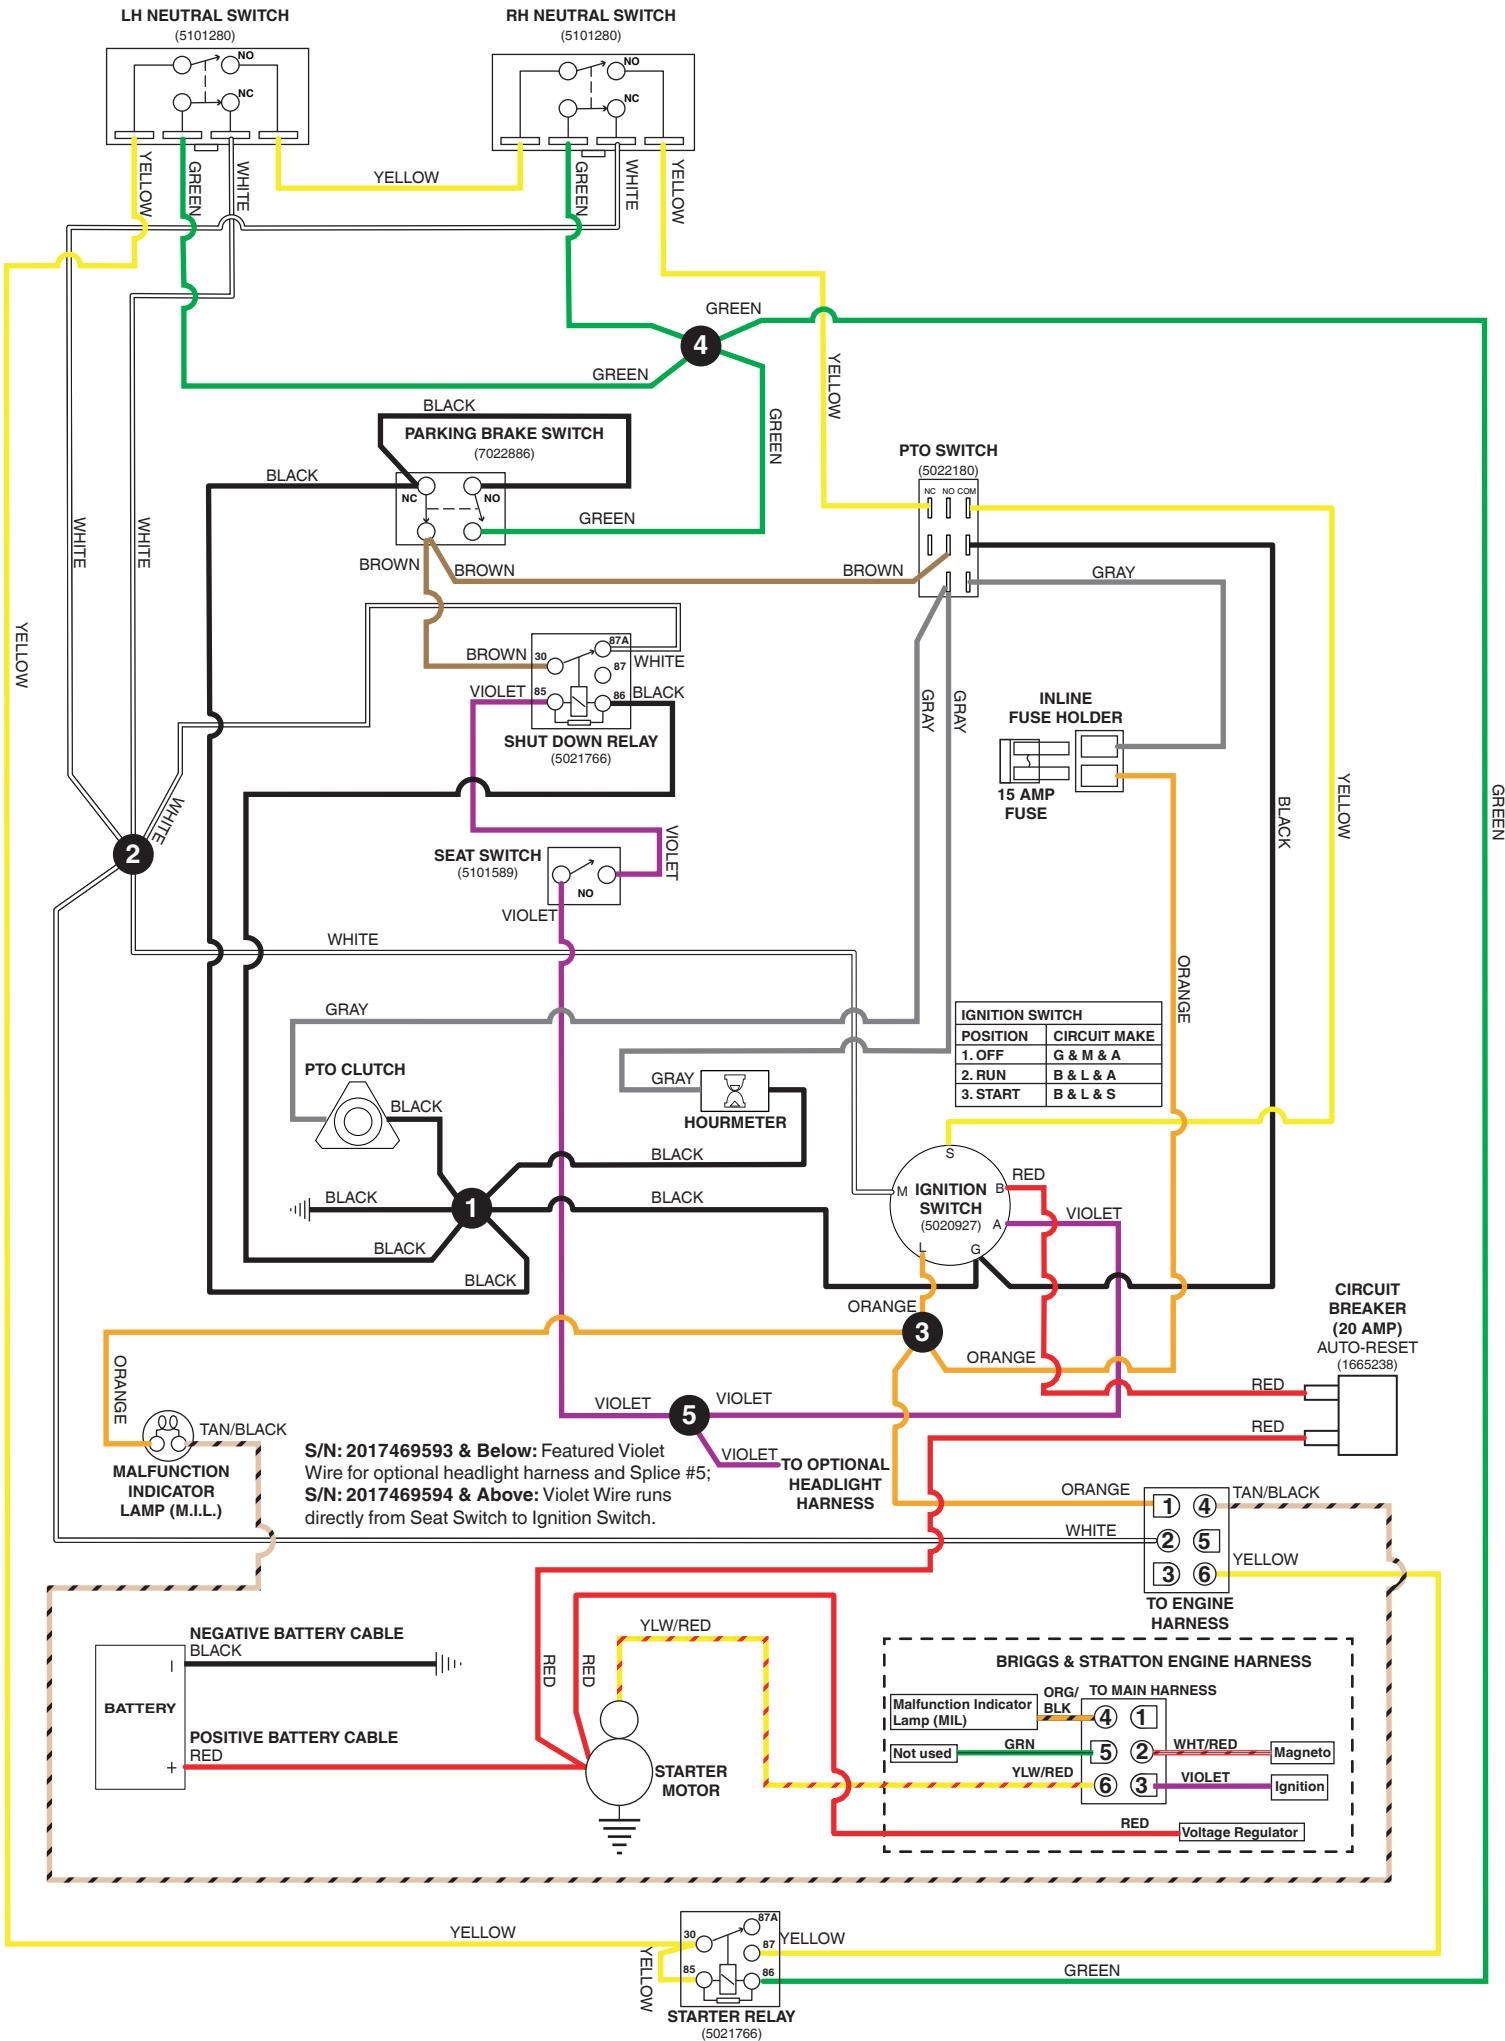 LH NEUTRAL SWITCH
(5101280)
RH NEUTRAL SWITCH
(5101280)
NO
NC
NO
NC
YELLOW
GREEN
WHITE
YELLOW
GREEN
WHITE
YELLOW
GREEN
GREEN
YELLOW
GREEN
BLACK
PARKING BRAKE SWITCH
(7022886)
BLACK
NC
NO
GREEN
PTO SWITCH
(5022180)
NC NO COM
WHITE
WHITE
BROWN
BROWN
BROWN
GRAY
YELLOW
BROWN
30
87A
87
WHITE
VIOLET
85
86
BLACK
SHUT DOWN RELAY
(5021766)
GRAY
GRAY
INLINE
FUSE HOLDER
15 AMP
FUSE
BLACK
YELLOW
GREEN
WHITE
2
4
SEAT SWITCH
(5101589)
NO
VIOLET
VIOLET
WHITE
ORANGE
GRAY
IGNITION SWITCH
POSITION CIRCUIT MAKE
1. OFF G & M & A
2. RUN B & L & A
3. START B & L & S
PTO CLUTCH
BLACK
GRAY
HOURMETER
BLACK
BLACK
1
BLACK
BLACK
BLACK
S
M
B
A
L
G
IGNITION
SWITCH
(5020927)
RED
VIOLET
ORANGE
3
ORANGE
CIRCUIT
BREAKER
(20 AMP)
AUTO-RESET
(1665238)
RED
RED
ORANGE
TAN/BLACK
MALFUNCTION
INDICATOR
LAMP (M.I.L.)
VIOLET
5
VIOLET
VIOLET
TO OPTIONAL
HEADLIGHT
HARNESS
S/N: 2017469593 & Below: Featured Violet
Wire for optional headlight harness and Splice #5;
S/N: 2017469594 & Above: Violet Wire runs
directly from Seat Switch to Ignition Switch.
ORANGE
1
4
TAN/BLACK
WHITE
2
5
3
6
YELLOW
TO ENGINE
HARNESS
NEGATIVE BATTERY CABLE
BLACK
BATTERY
POSITIVE BATTERY CABLE
RED
–
+
RED
RED
YLW/RED
STARTER
MOTOR
BRIGGS & STRATTON ENGINE HARNESS
Malfunction Indicator
Lamp (MIL)
ORG/
BLK
TO MAIN HARNESS
4
1
Not used
GRN
5
2
WHT/RED
Magneto
YLW/RED
6
3
VIOLET
Ignition
RED
Voltage Regulator
YELLOW
YELLOW
30
87A
87
YELLOW
85
86
GREEN
STARTER RELAY
(5021766)